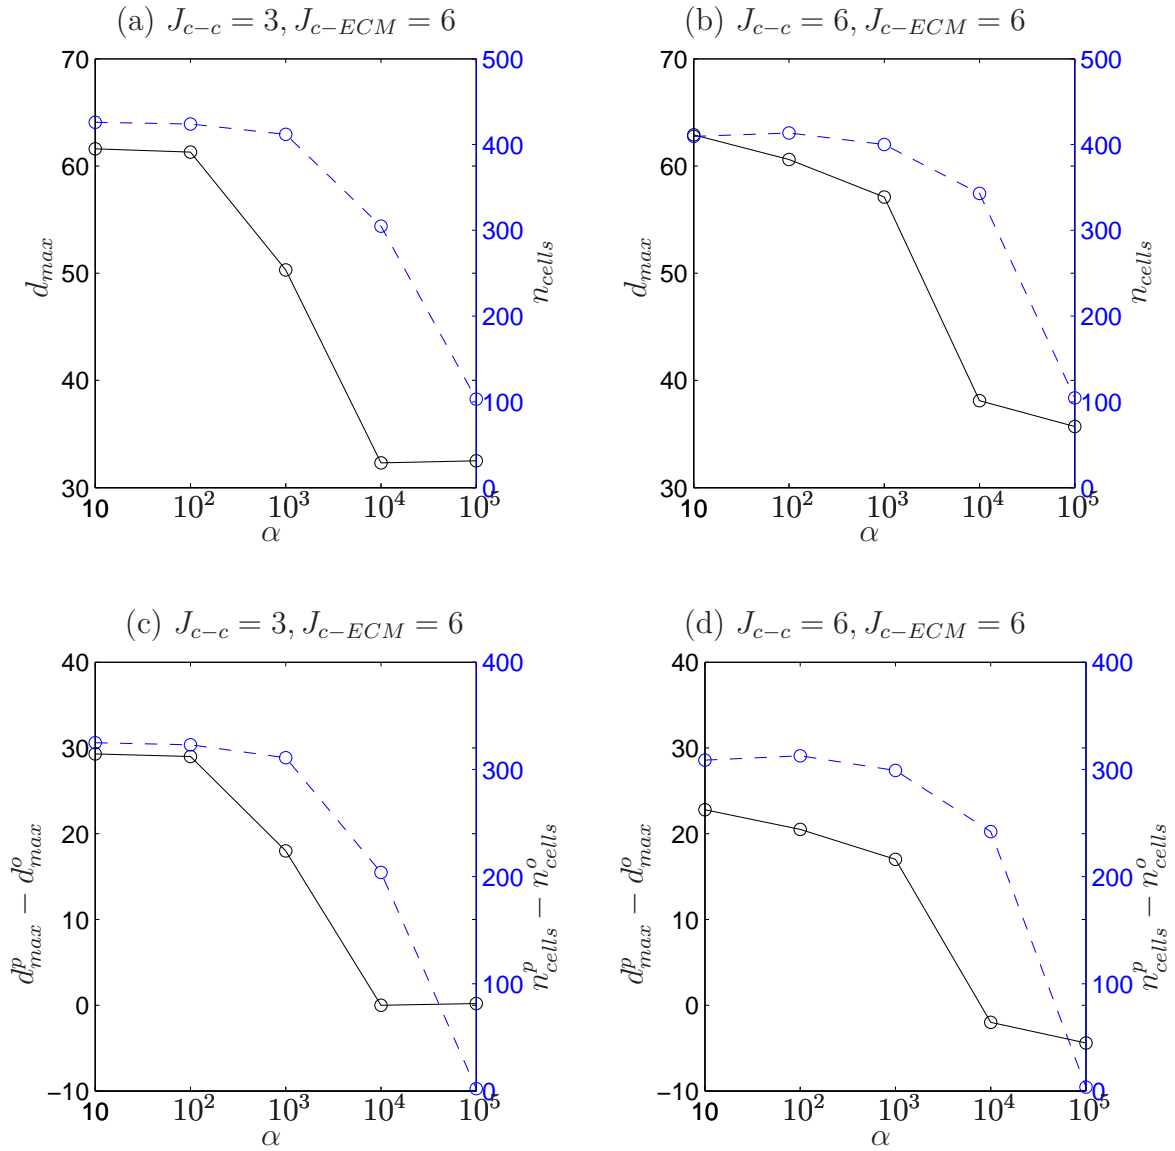 (a) J_{c−c} = 3, J_{c−ECM} = 6
70
60
50
40
30
d_{max}
500
400
300
200
100
0
n_{cells}
10 10^2 10^3 10^4 10^5
α
(b) J_{c−c} = 6, J_{c−ECM} = 6
70
60
50
40
30
d_{max}
500
400
300
200
100
0
n_{cells}
10 10^2 10^3 10^4 10^5
α
(c) J_{c−c} = 3, J_{c−ECM} = 6
40
30
20
10
0
−10
d^p_{max} − d^o_{max}
400
300
200
100
0
n^p_{cells} − n^o_{cells}
10 10^2 10^3 10^4 10^5
α
(d) J_{c−c} = 6, J_{c−ECM} = 6
40
30
20
10
0
−10
d^p_{max} − d^o_{max}
400
300
200
100
0
n^p_{cells} − n^o_{cells}
10 10^2 10^3 10^4 10^5
α